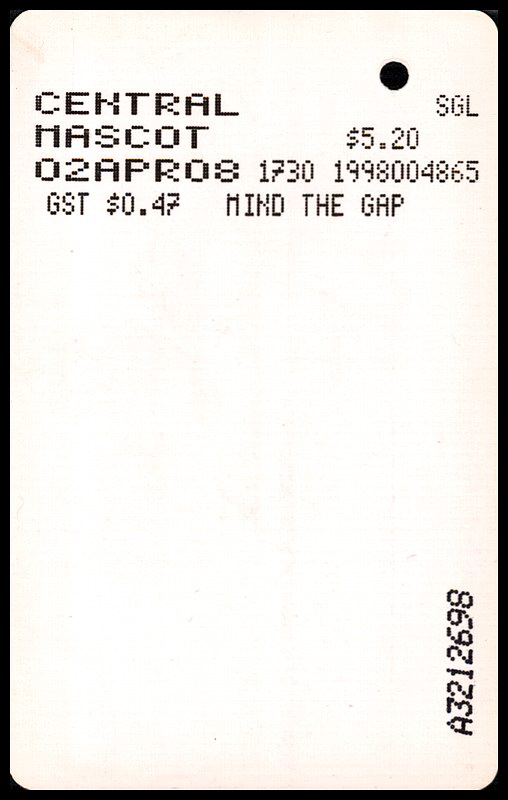 CENTRAL SGL
MASCOT $5.20
02APR08 1730 1998004865
GST $0.47 MIND THE GAP
A3212698